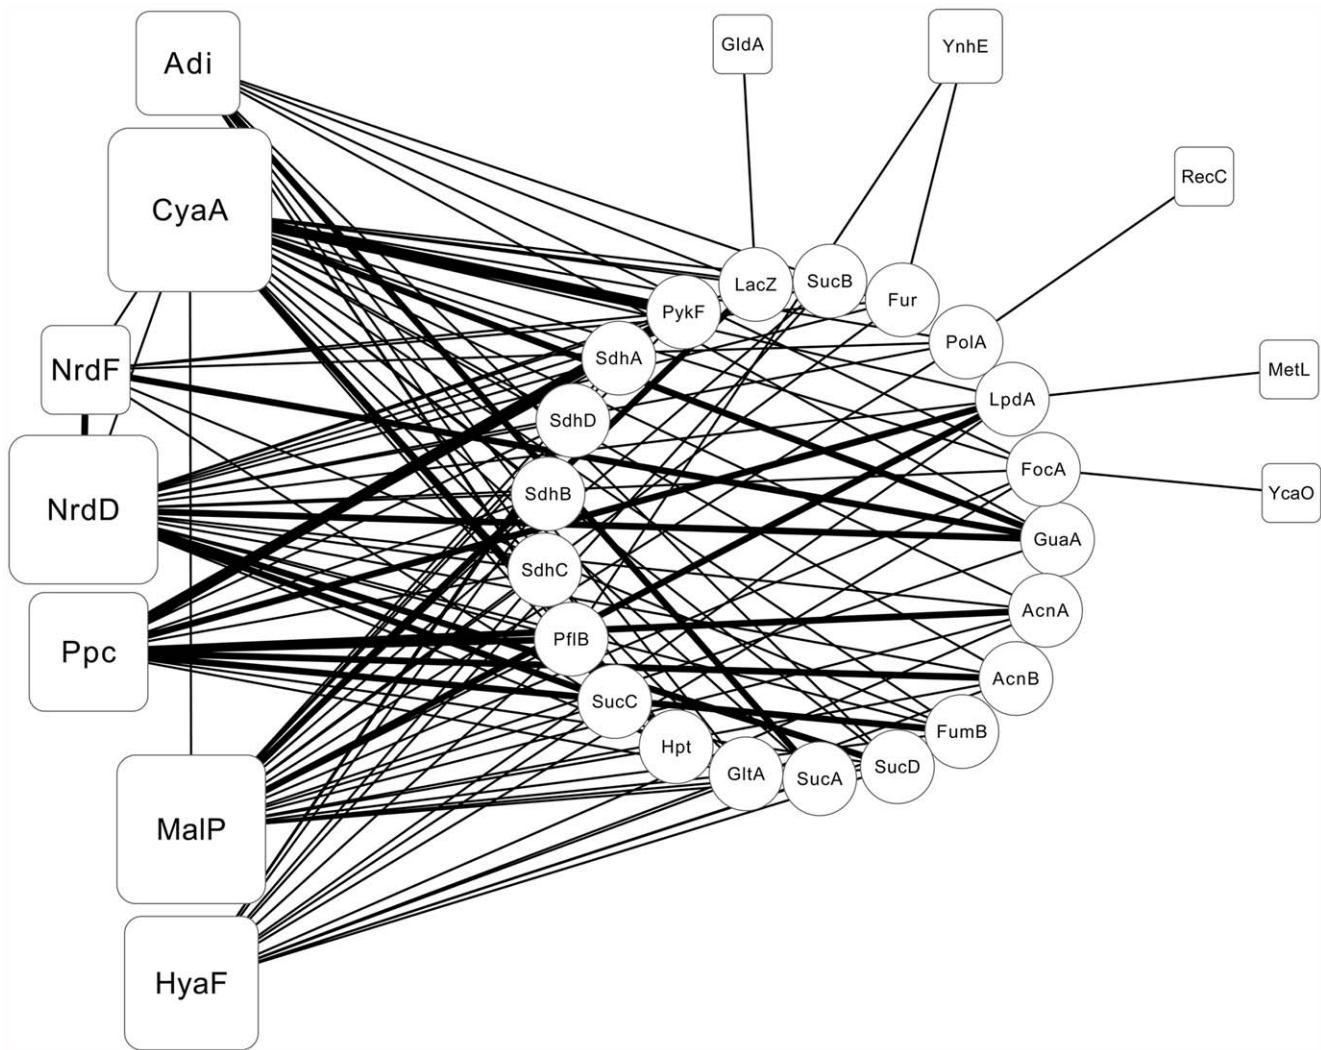 Adi
GldA
YnhE
CyaA
RecC
LacZ
SucB
Fur
PykF
PolA
SdhA
NrdF
MetL
LpdA
SdhD
FocA
SdhB
YcaO
NrdD
GuaA
SdhC
AcnA
PflB
Ppc
AcnB
SucC
FumB
Hpt
GltA
SucA
SucD
MalP
HyaF